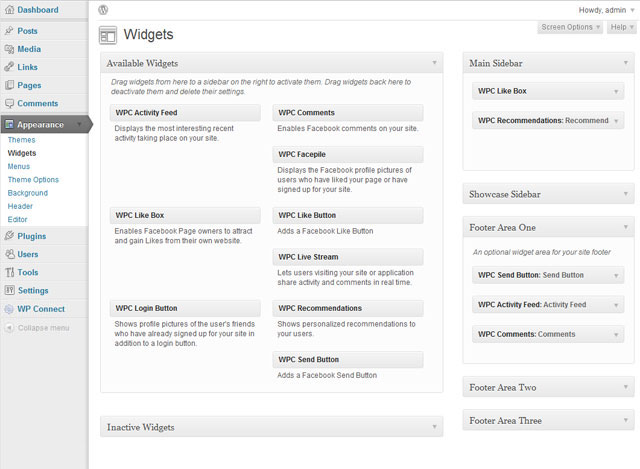 Dashboard
Posts
Media
Links
Pages
Comments
Appearance
Themes
Widgets
Menus
Theme Options
Background
Header
Editor
Plugins
Users
Tools
Settings
WP Connect
Collapse menu
Howdy, admin
Screen Options
Help
Widgets
Available Widgets
Drag widgets from here to a sidebar on the right to activate them. Drag widgets back here to
deactivate them and delete their settings.
WPC Activity Feed
Displays the most interesting recent
activity taking place on your site.
WPC Comments
Enables Facebook comments on your site.
WPC Facepile
Displays the Facebook profile pictures of
users who have liked your page or have
signed up for your site.
WPC Like Box
Enables Facebook Page owners to attract
and gain Likes from their own website.
WPC Like Button
Adds a Facebook Like Button
WPC Live Stream
Lets users visiting your site or application
share activity and comments in real time.
WPC Login Button
Shows profile pictures of the user's friends
who have already signed up for your site in
addition to a login button.
WPC Recommendations
Shows personalized recommendations to
your users.
WPC Send Button
Adds a Facebook Send Button
Inactive Widgets
Main Sidebar
WPC Like Box
WPC Recommendations: Recommend
Showcase Sidebar
Footer Area One
An optional widget area for your site footer
WPC Send Button: Send Button
WPC Activity Feed: Activity Feed
WPC Comments: Comments
Footer Area Two
Footer Area Three